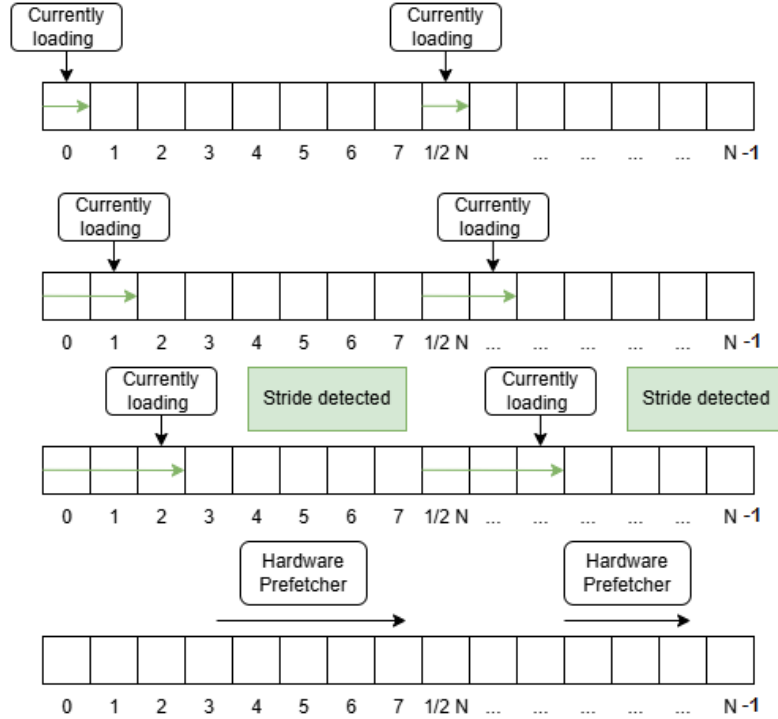 Currently
loading
Currently
loading
0 1 2 3 4 5 6 7 1/2 N ... ... ... ... N -1
Currently
loading
Currently
loading
0 1 2 3 4 5 6 7 1/2 N ... ... ... ... ... N -1
Currently
loading
Stride detected
Currently
loading
Stride detected
0 1 2 3 4 5 6 7 1/2 N ... ... ... ... ... N -1
Hardware
Prefetcher
Hardware
Prefetcher
0 1 2 3 4 5 6 7 1/2 N ... ... ... ... ... N -1